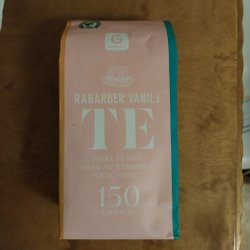 G
RABARBER VANILJ
TE
SVART TE MED
SMAK AV RABARBER
OCH VANILJ
150
GRAM